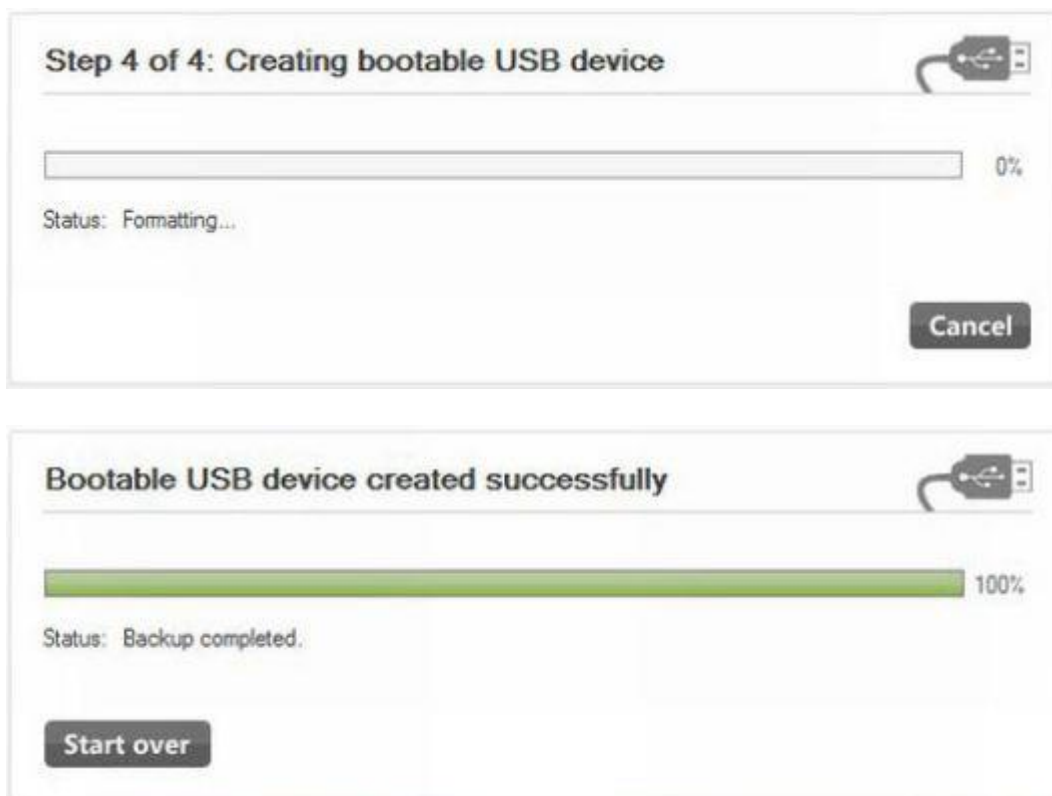 Step 4 of 4: Creating bootable USB device
0%
Status: Formatting...
Cancel
Bootable USB device created successfully
100%
Status: Backup completed.
Start over